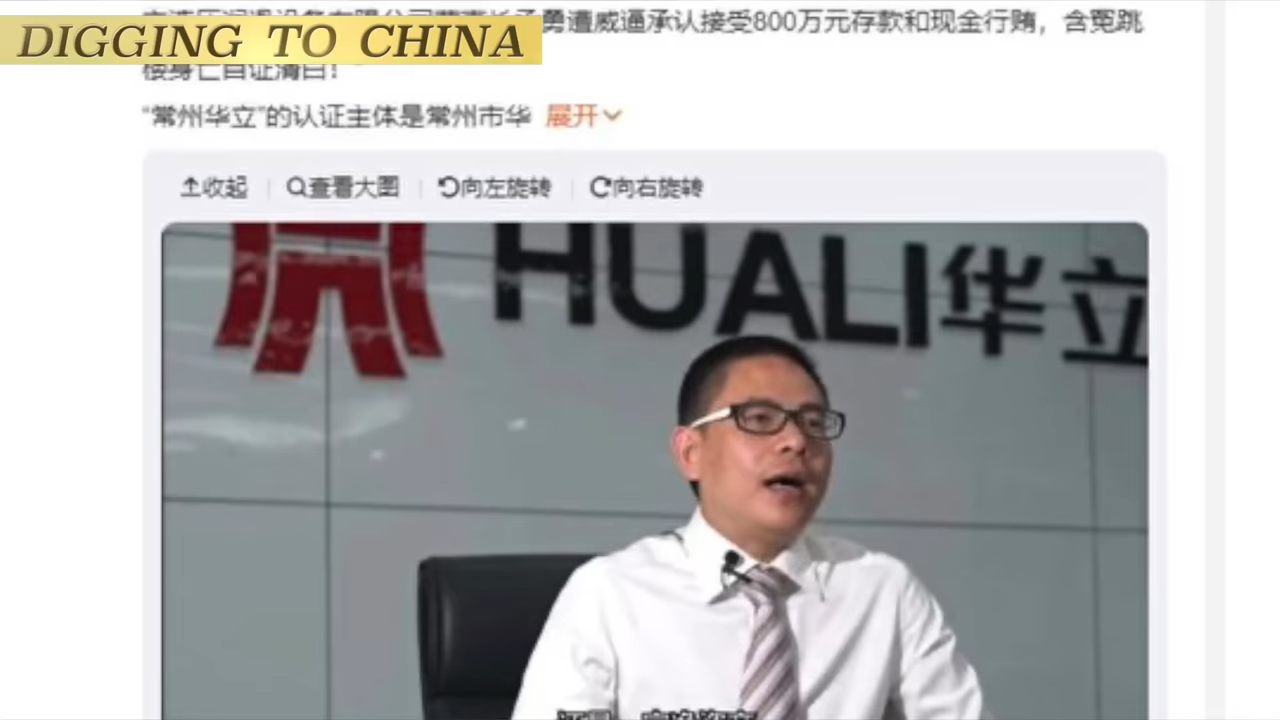 DIGGING TO CHINA
勇遭威逼承认接受800万元存款和现金行贿，含冤跳
楼身亡自证清白！
“常州华立”的认证主体是常州市华 展开
收起 查看大图 向左旋转 向右旋转
HUALI华立